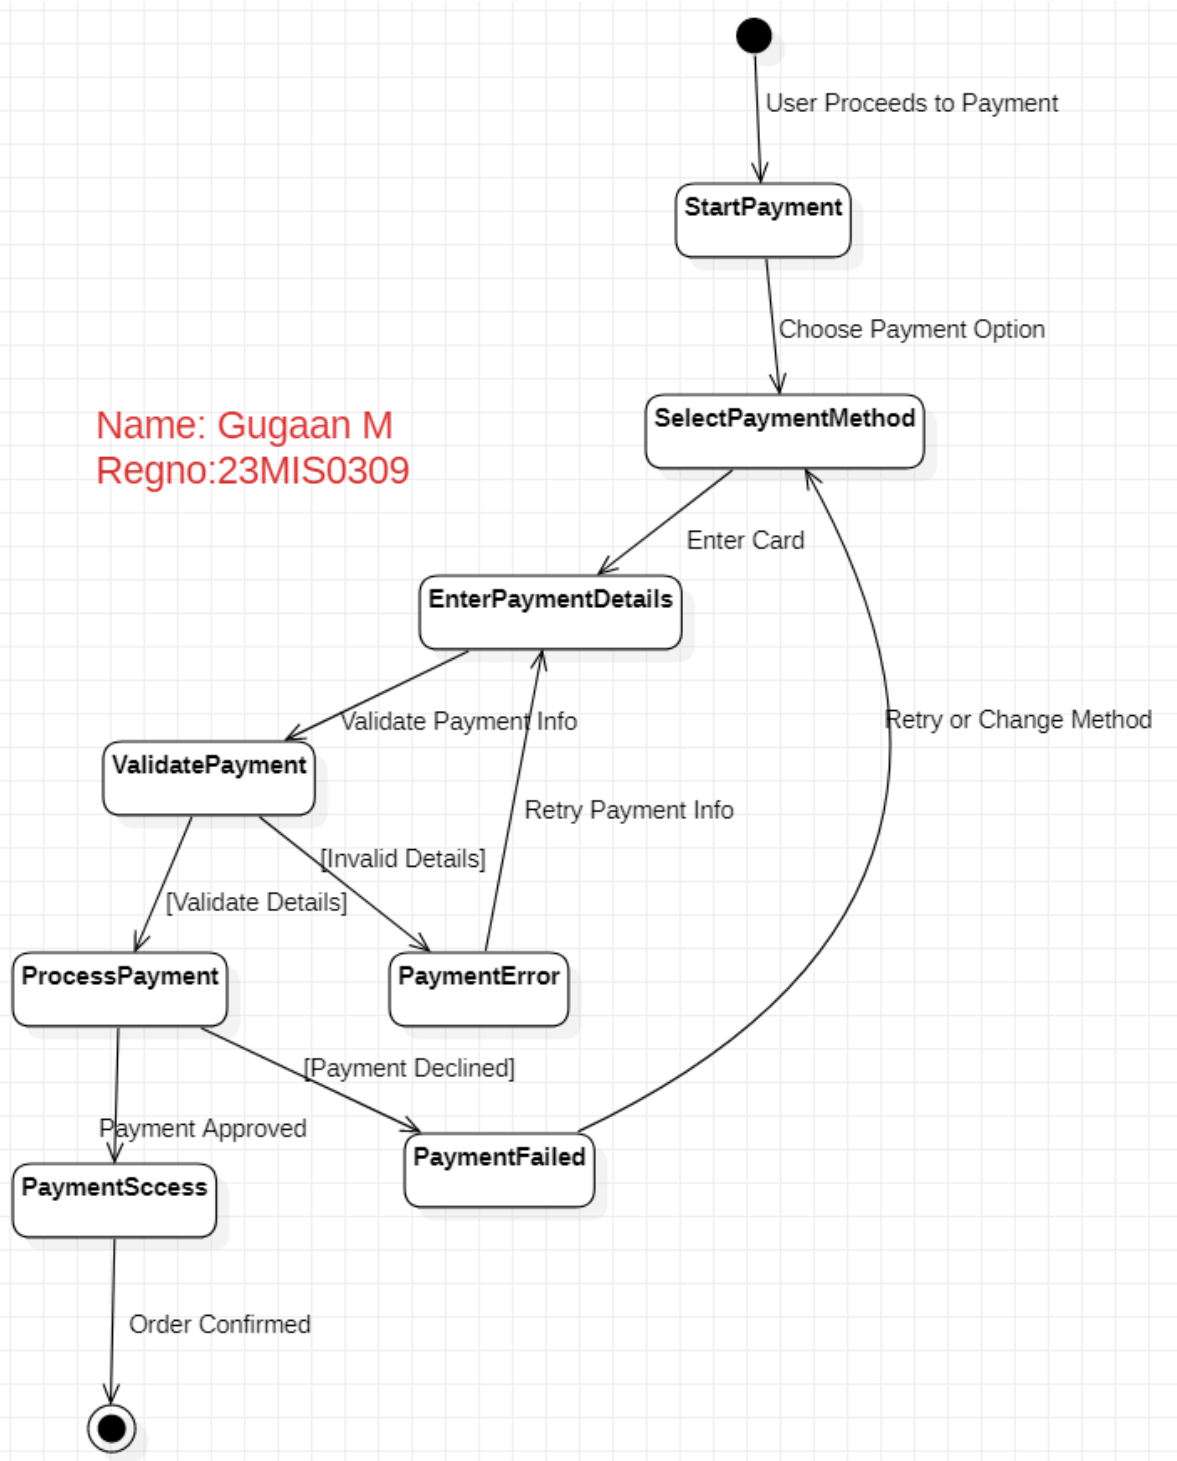 User Proceeds to Payment
StartPayment
Choose Payment Option
SelectPaymentMethod
Name: Gugaan M
Regno:23MIS0309
Enter Card
EnterPaymentDetails
Validate Payment Info
Retry or Change Method
ValidatePayment
Retry Payment Info
[Invalid Details]
[Validate Details]
ProcessPayment
PaymentError
[Payment Declined]
Payment Approved
PaymentFailed
PaymentSccess
Order Confirmed